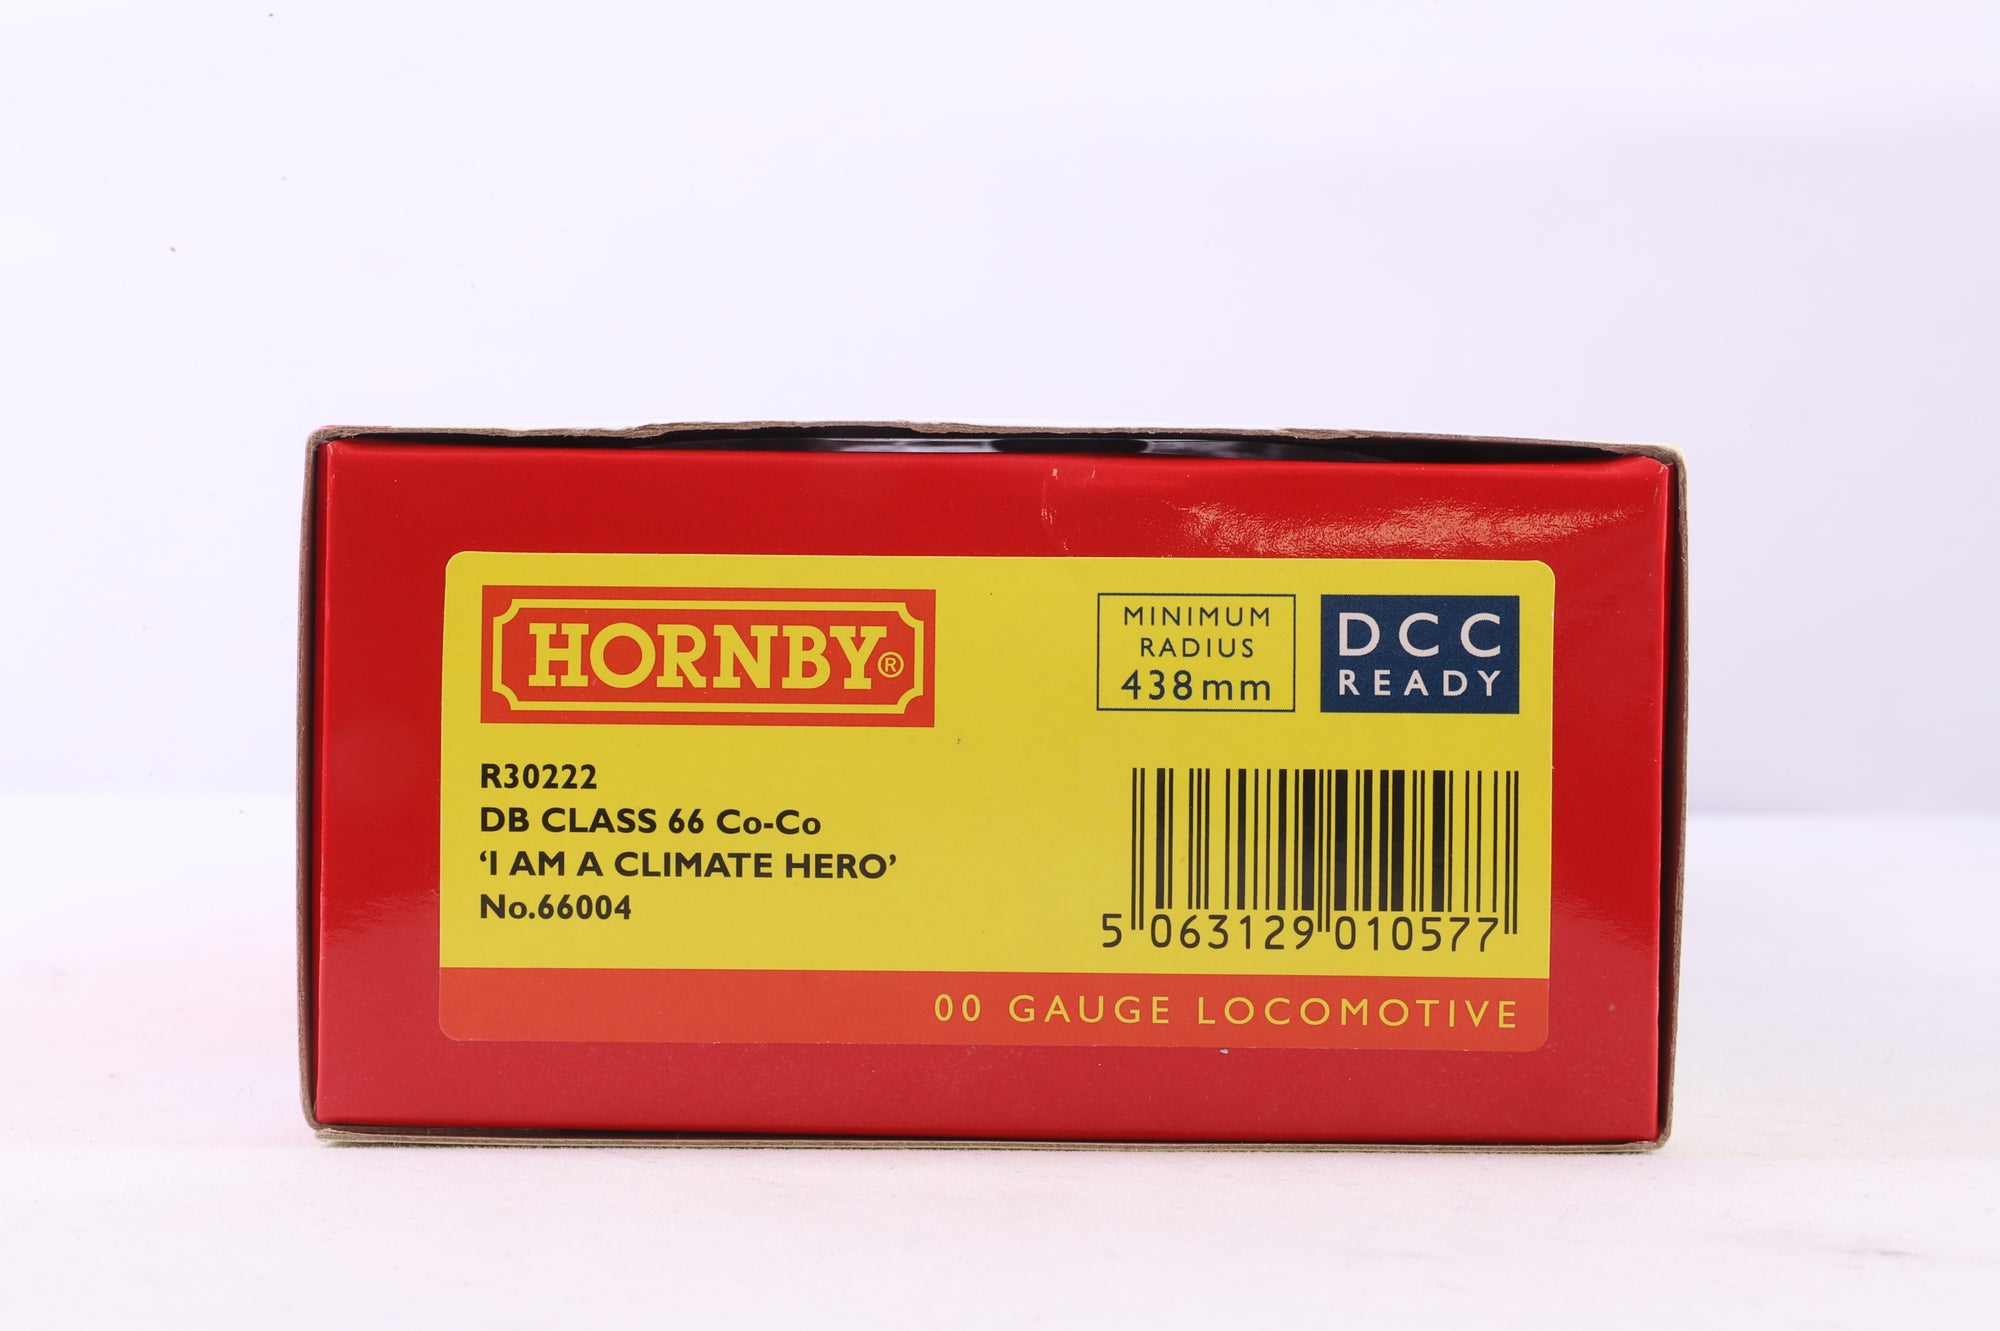 HORNBY®
MINIMUM
RADIUS
438mm
DCC
READY
R30222
DB CLASS 66 Co-Co
‘I AM A CLIMATE HERO’
No.66004
5 063129 010577
00 GAUGE LOCOMOTIVE